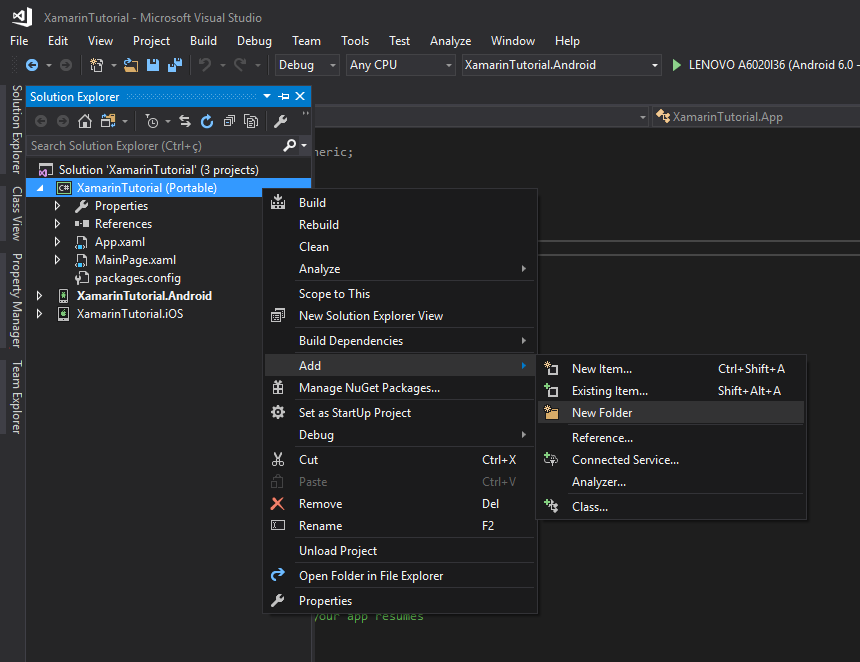 XamarinTutorial - Microsoft Visual Studio
File Edit View Project Build Debug Team Tools Test Analyze Window Help
Debug Any CPU XamarinTutorial.Android LENOVO A6020I36 (Android 6.0 -
Solution Explorer
Class View
Property Manager
Team Explorer
Solution Explorer
Search Solution Explorer (Ctrl+ç)
Solution 'XamarinTutorial' (3 projects)
C# XamarinTutorial (Portable)
Properties
References
App.xaml
MainPage.xaml
packages.config
XamarinTutorial.Android
XamarinTutorial.iOS
XamarinTutorial.App
neric;
your app resumes
Build
Rebuild
Clean
Analyze
Scope to This
New Solution Explorer View
Build Dependencies
Add
Manage NuGet Packages...
Set as StartUp Project
Debug
Cut Ctrl+X
Paste Ctrl+V
Remove Del
Rename F2
Unload Project
Open Folder in File Explorer
Properties
New Item... Ctrl+Shift+A
Existing Item... Shift+Alt+A
New Folder
Reference...
Connected Service...
Analyzer...
Class...